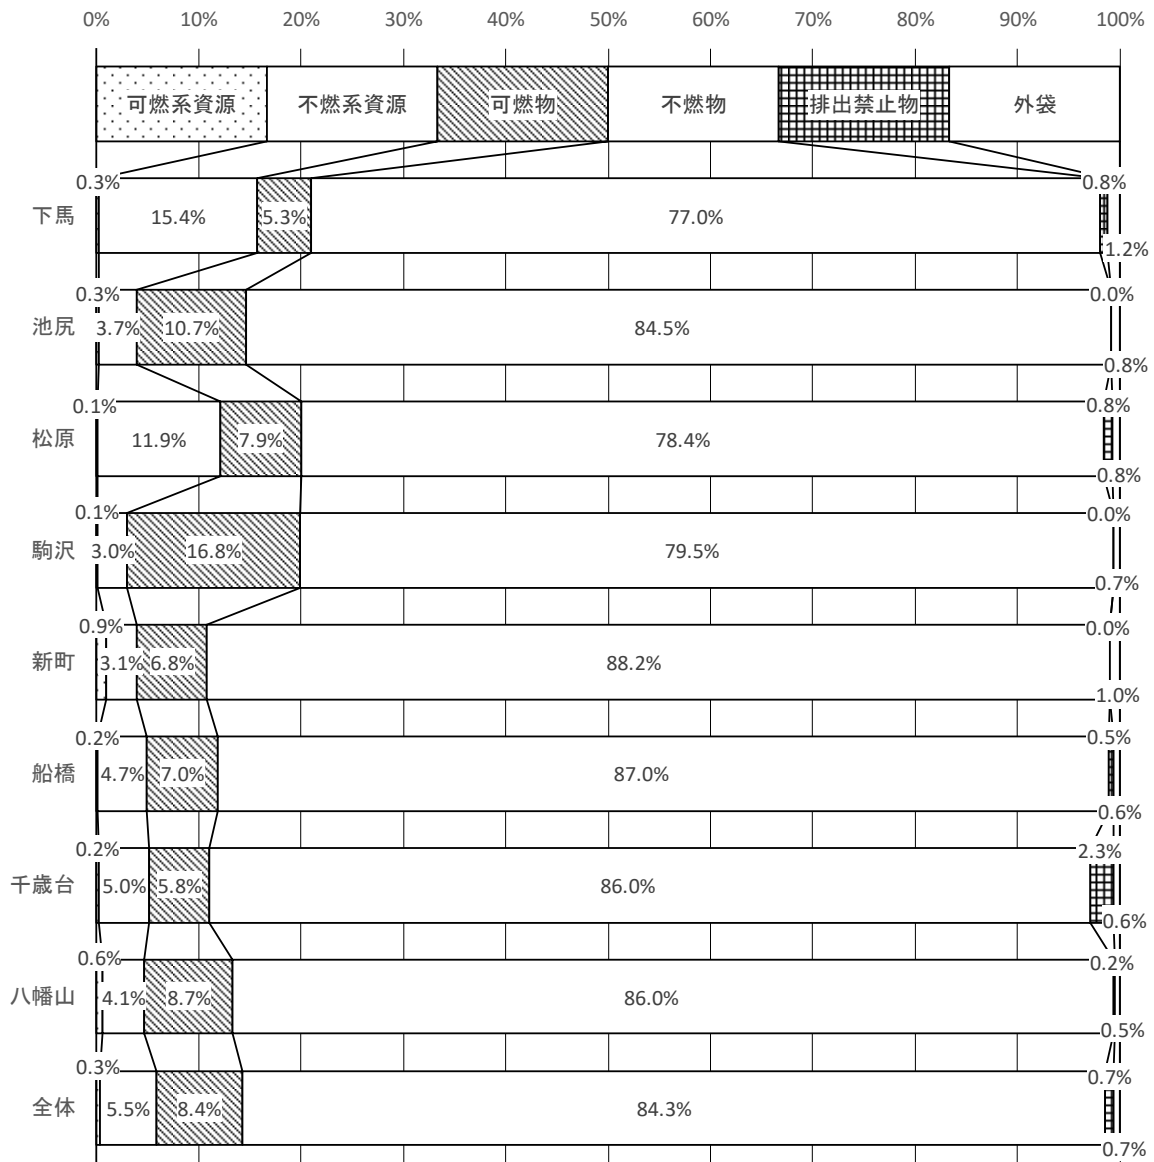 0% 10% 20% 30% 40% 50% 60% 70% 80% 90% 100%
可燃系資源 不燃系資源 可燃物 不燃物 排出禁止物 外袋
0.3% 0.8%
下馬 15.4% 5.3% 77.0%
1.2%
0.3% 0.0%
池尻 3.7% 10.7% 84.5%
0.8%
0.1% 0.8%
松原 11.9% 7.9% 78.4%
0.8%
0.1% 0.0%
駒沢 3.0% 16.8% 79.5%
0.7%
0.9% 0.0%
新町 3.1% 6.8% 88.2%
1.0%
0.2% 0.5%
船橋 4.7% 7.0% 87.0%
0.6%
0.2% 2.3%
千歳台 5.0% 5.8% 86.0%
0.6%
0.6% 0.2%
八幡山 4.1% 8.7% 86.0%
0.5%
0.3% 0.7%
全体 5.5% 8.4% 84.3%
0.7%